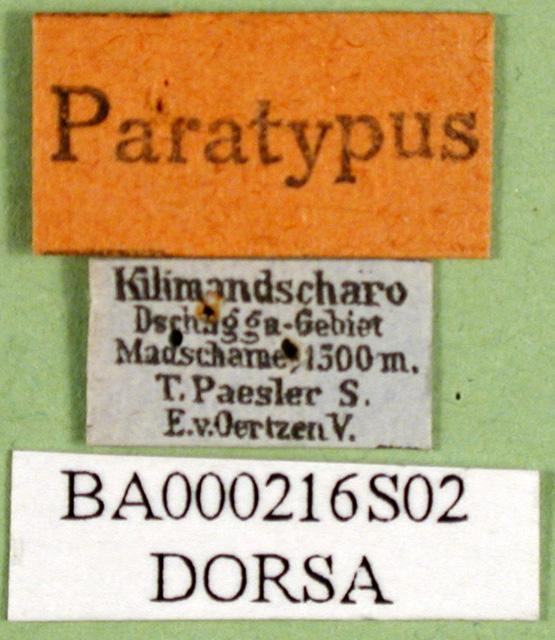 Paratypus
Kilimandscharo
Dschagga-Gebiet
Madschame, 1300 m.
T. Paesler S.
E.v.Oertzen V.
BA000216S02
DORSA